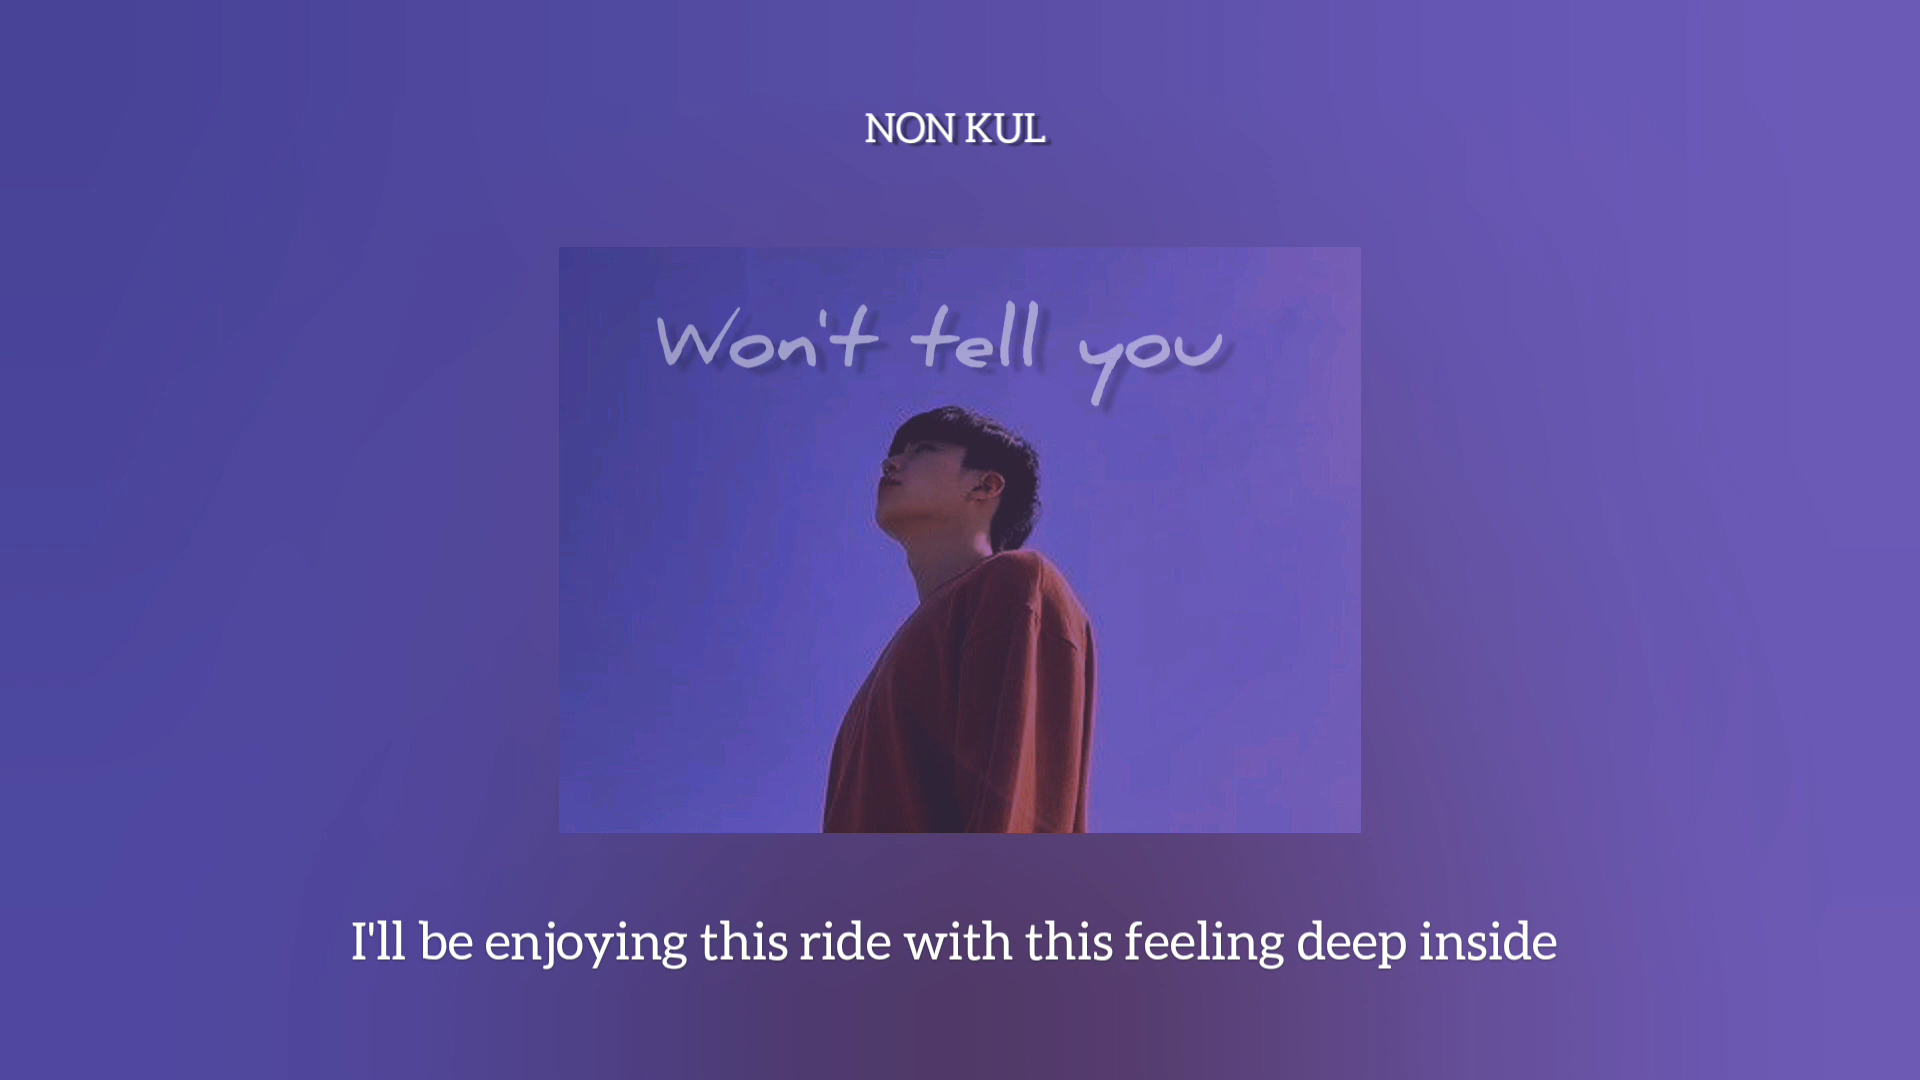 NON KUL
Won't tell you
I'll be enjoying this ride with this feeling deep inside